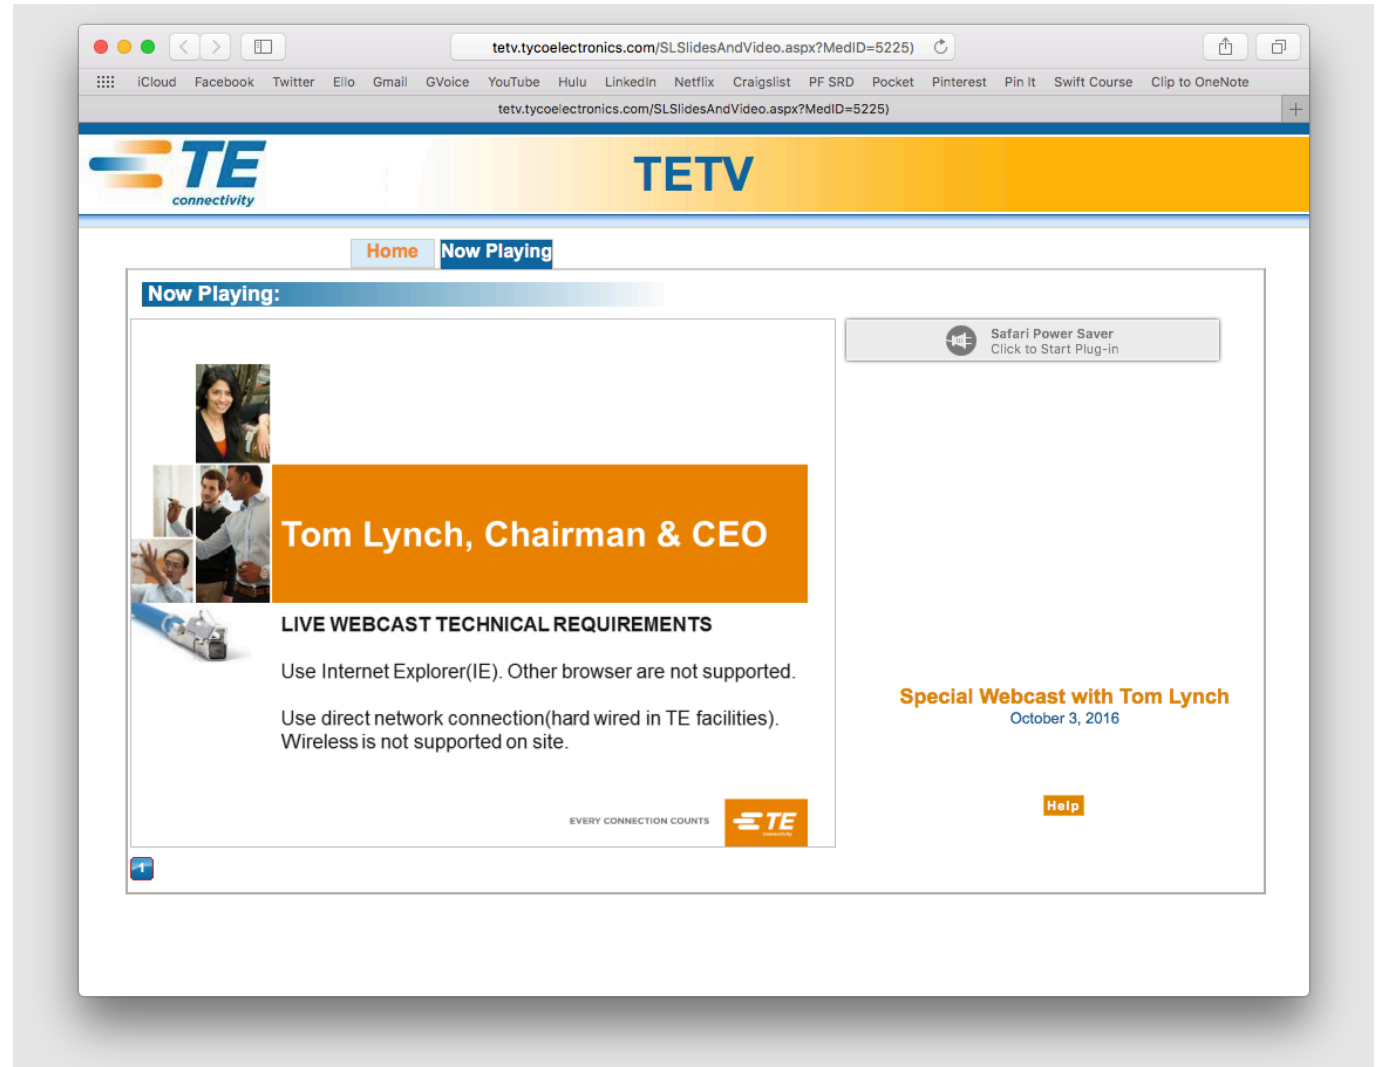 tetv.tycoelectronics.com/SLSlidesAndVideo.aspx?MedID=5225)
iCloud Facebook Twitter Ello Gmail GVoice YouTube Hulu LinkedIn Netflix Craigslist PF SRD Pocket Pinterest Pin It Swift Course Clip to OneNote
tetv.tycoelectronics.com/SLSlidesAndVideo.aspx?MedID=5225)
TE
connectivity
TETV
Home Now Playing
Now Playing:
Safari Power Saver
Click to Start Plug-in
Tom Lynch, Chairman & CEO
LIVE WEBCAST TECHNICAL REQUIREMENTS
Use Internet Explorer(IE). Other browser are not supported.
Use direct network connection(hard wired in TE facilities).
Wireless is not supported on site.
EVERY CONNECTION COUNTS
TE
connectivity
1
Special Webcast with Tom Lynch
October 3, 2016
Help